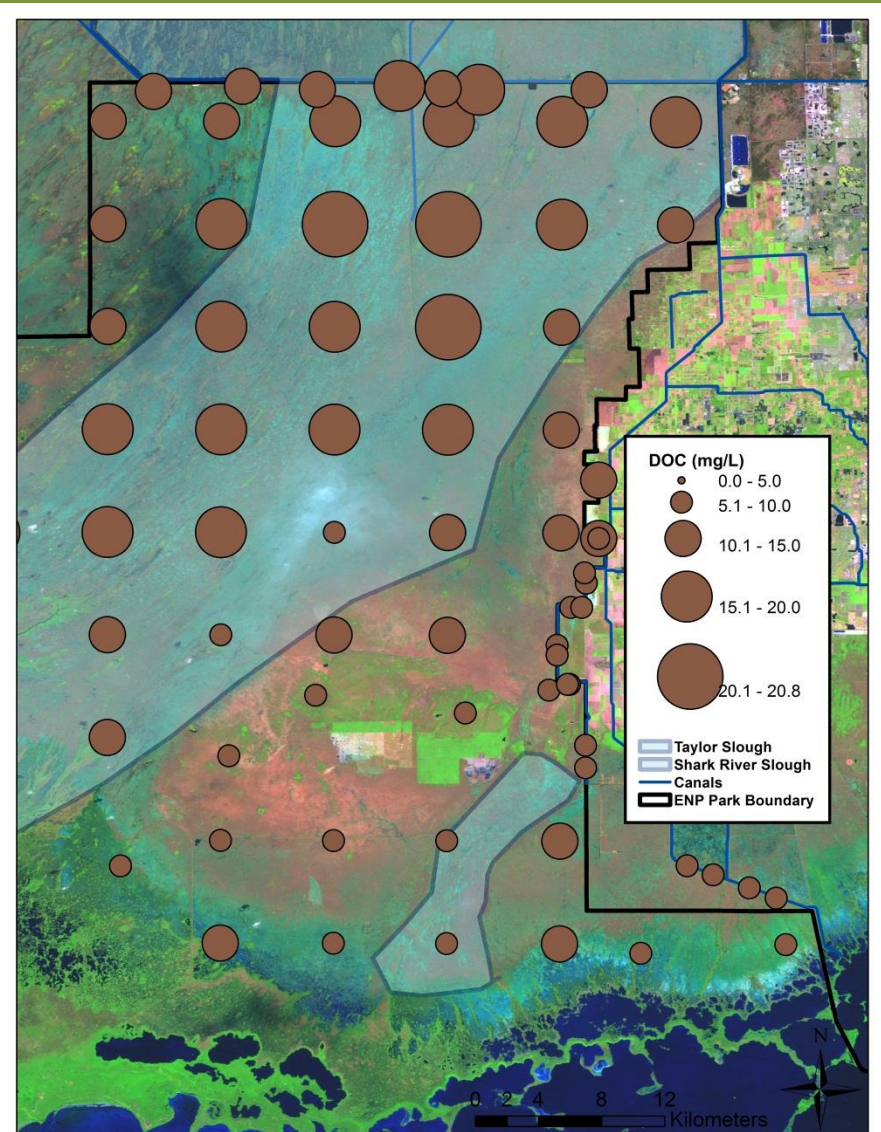 DOC (mg/L)
0.0 - 5.0
5.1 - 10.0
10.1 - 15.0
15.1 - 20.0
20.1 - 20.8
Taylor Slough
Shark River Slough
Canals
ENP Park Boundary
N
0 2 4 8 12
Kilometers